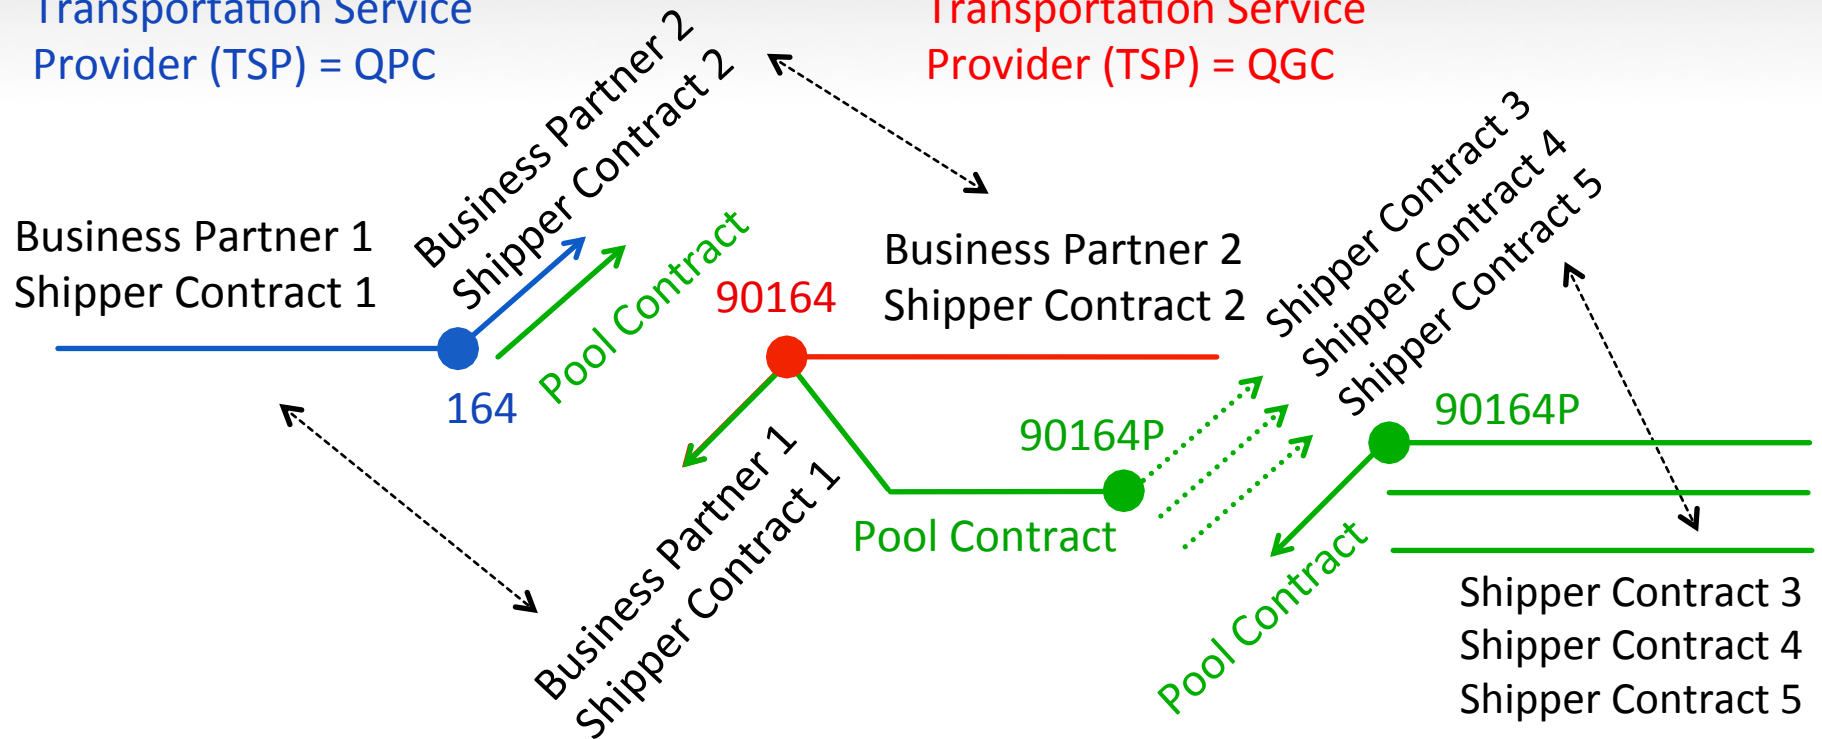 Transportation Service
Provider (TSP) = QPC
Transportation Service
Provider (TSP) = QGC
Business Partner 1
Shipper Contract 1
Business Partner 2
Shipper Contract 2
Pool Contract
164
90164
Business Partner 2
Shipper Contract 2
Business Partner 1
Shipper Contract 1
90164P
Pool Contract
Shipper Contract 3
Shipper Contract 4
Shipper Contract 5
90164P
Pool Contract
Shipper Contract 3
Shipper Contract 4
Shipper Contract 5